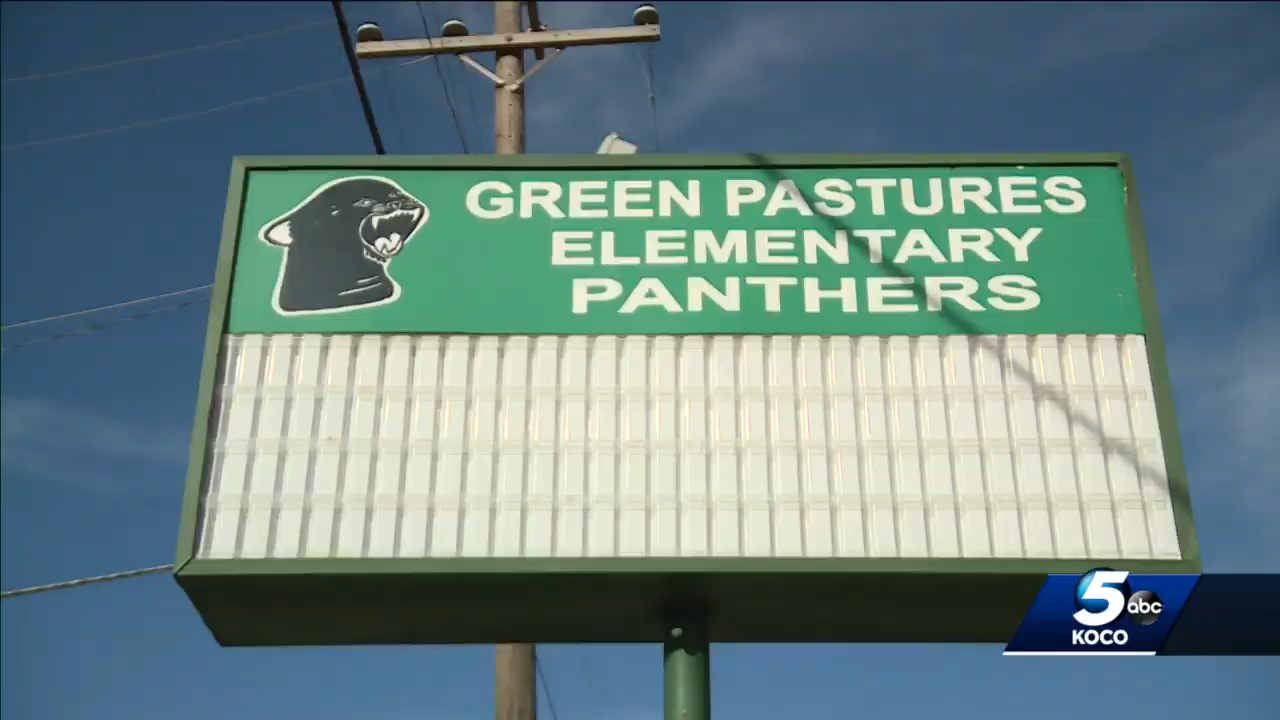 GREEN PASTURES
ELEMENTARY
PANTHERS
5 abc
KOCO